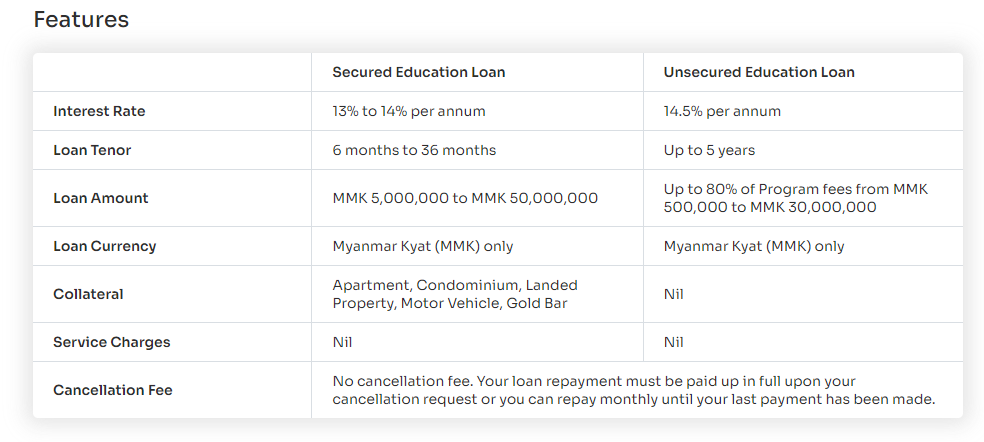 Features
Secured Education Loan
Unsecured Education Loan
Interest Rate
13% to 14% per annum
14.5% per annum
Loan Tenor
6 months to 36 months
Up to 5 years
Loan Amount
MMK 5,000,000 to MMK 50,000,000
Up to 80% of Program fees from MMK
500,000 to MMK 30,000,000
Loan Currency
Myanmar Kyat (MMK) only
Myanmar Kyat (MMK) only
Collateral
Apartment, Condominium, Landed
Property, Motor Vehicle, Gold Bar
Nil
Service Charges
Nil
Nil
Cancellation Fee
No cancellation fee. Your loan repayment must be paid up in full upon your
cancellation request or you can repay monthly until your last payment has been made.